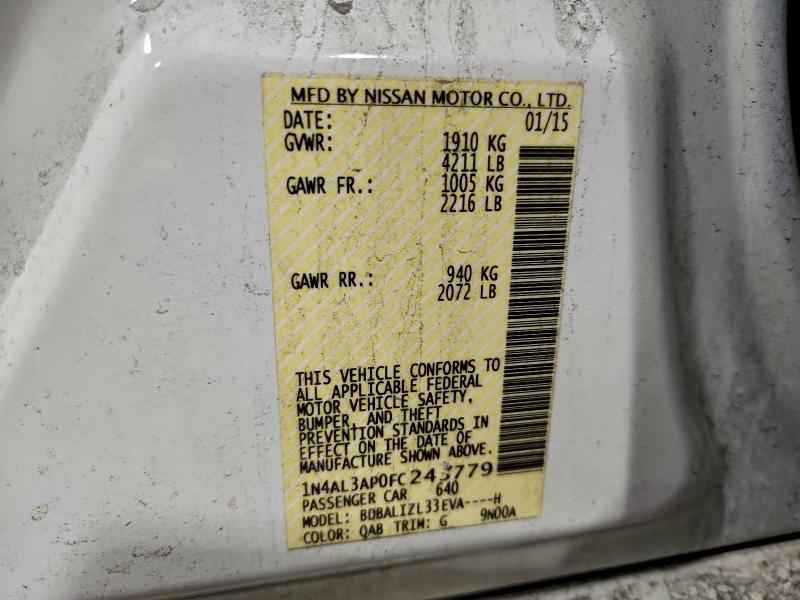 MFD BY NISSAN MOTOR CO., LTD.
DATE: 01/15
GVWR: 1910 KG
4211 LB
GAWR FR.: 1005 KG
2216 LB
GAWR RR.: 940 KG
2072 LB
THIS VEHICLE CONFORMS TO
ALL APPLICABLE FEDERAL
MOTOR VEHICLE SAFETY,
BUMPER, AND THEFT
PREVENTION STANDARDS IN
EFFECT ON THE DATE OF
MANUFACTURE SHOWN ABOVE.
1N4AL3AP0FC243779
PASSENGER CAR 640
MODEL: BDBALIZL33EVA----H
COLOR: QAB TRIM: G 9N00A